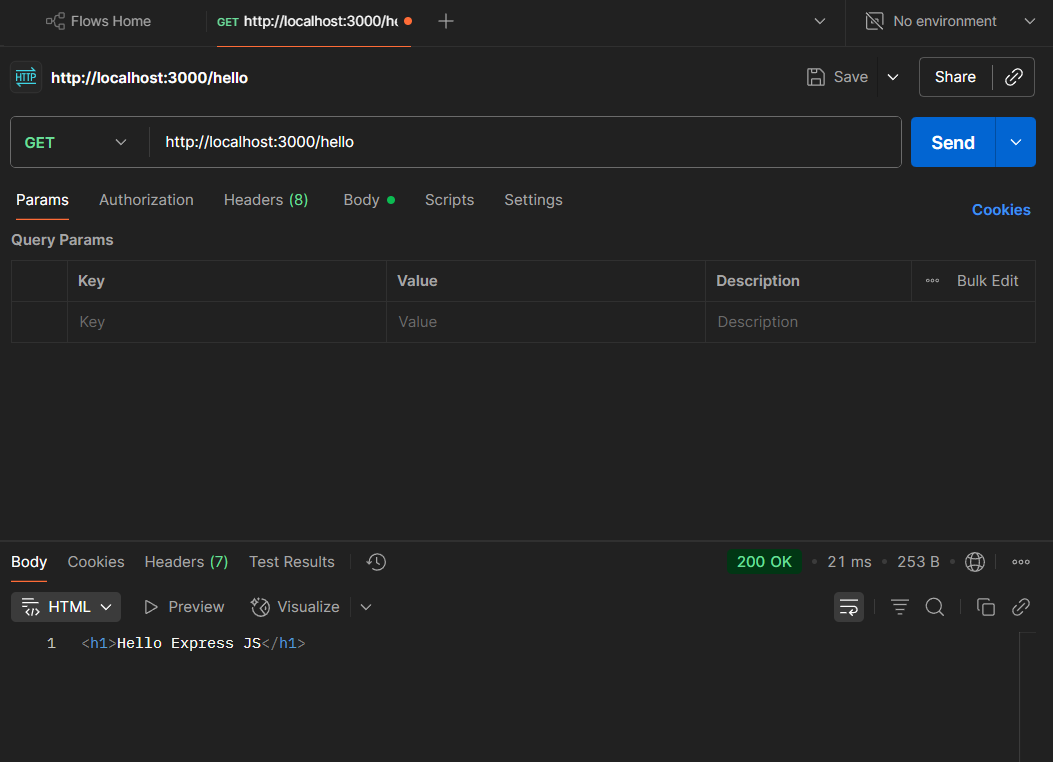 Flows Home GET http://localhost:3000/he No environment
HTTP http://localhost:3000/hello Save Share
GET http://localhost:3000/hello Send
Params Authorization Headers (8) Body Scripts Settings Cookies
Query Params
Key Value Description Bulk Edit
Key Value Description
Body Cookies Headers (7) Test Results 200 OK 21 ms 253 B
HTML Preview Visualize
1 <h1>Hello Express JS</h1>